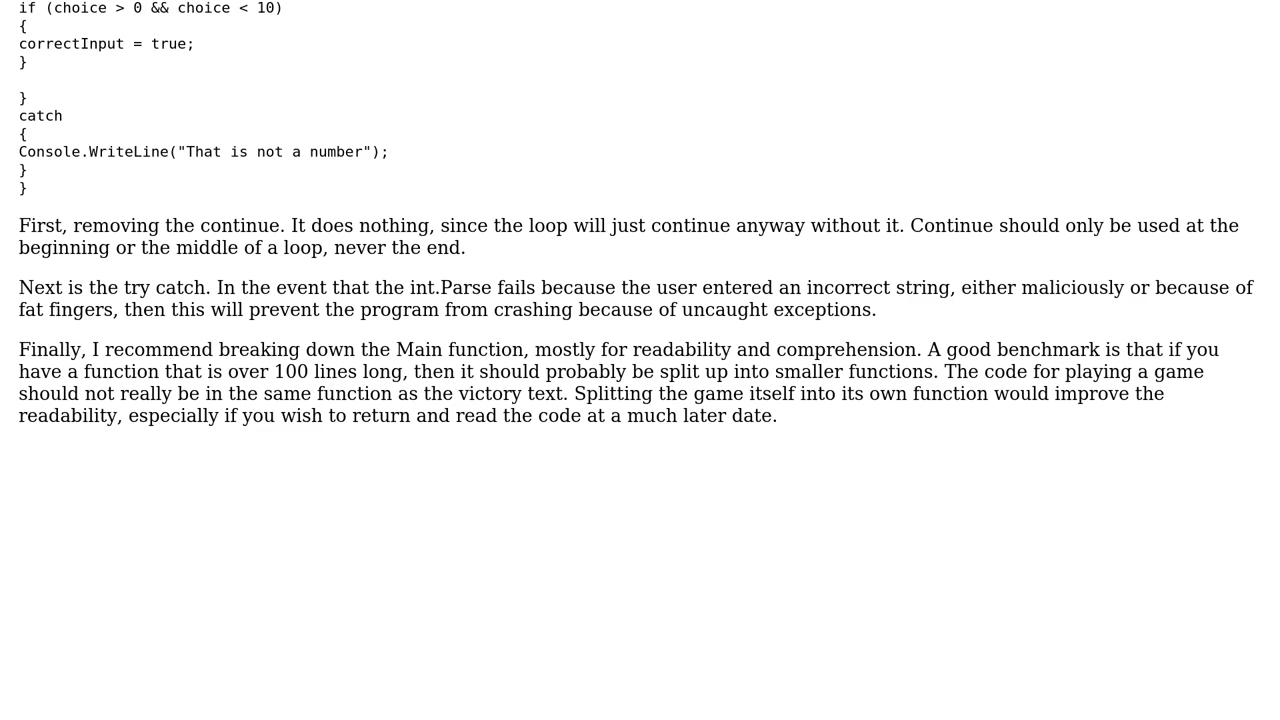 if (choice > 0 && choice < 10)
{
correctInput = true;
}
}
catch
{
Console.WriteLine("That is not a number");
}
}
First, removing the continue. It does nothing, since the loop will just continue anyway without it. Continue should only be used at the
beginning or the middle of a loop, never the end.
Next is the try catch. In the event that the int.Parse fails because the user entered an incorrect string, either maliciously or because of
fat fingers, then this will prevent the program from crashing because of uncaught exceptions.
Finally, I recommend breaking down the Main function, mostly for readability and comprehension. A good benchmark is that if you
have a function that is over 100 lines long, then it should probably be split up into smaller functions. The code for playing a game
should not really be in the same function as the victory text. Splitting the game itself into its own function would improve the
readability, especially if you wish to return and read the code at a much later date.